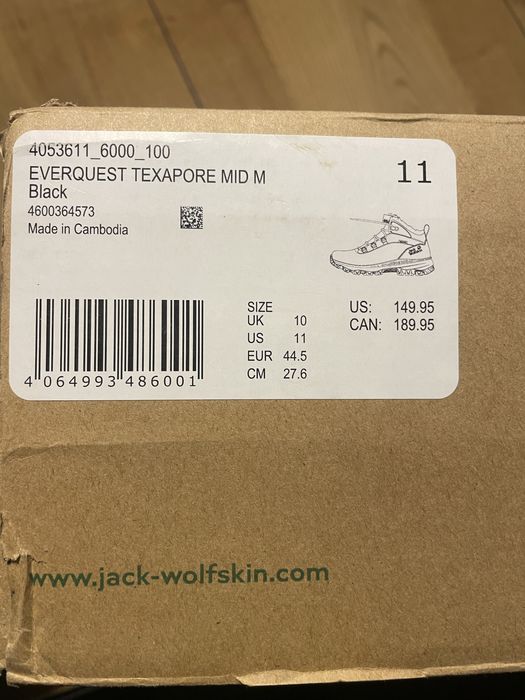 4053611_6000_100
EVERQUEST TEXAPORE MID M
11
Black
4600364573
Made in Cambodia
SIZE
UK 10
US 11
EUR 44.5
CM 27.6
US: 149.95
CAN: 189.95
4 064993 486001
www.jack-wolfskin.com